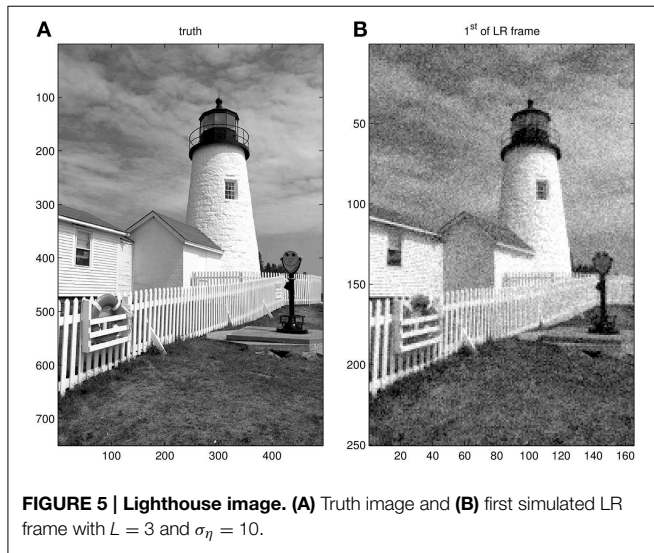 A
truth
100
200
300
400
500
600
700
100 200 300 400
B
1st of LR frame
50
100
150
200
250
20 40 60 80 100 120 140 160
FIGURE 5 | Lighthouse image. (A) Truth image and (B) first simulated LR
frame with L = 3 and ση = 10.